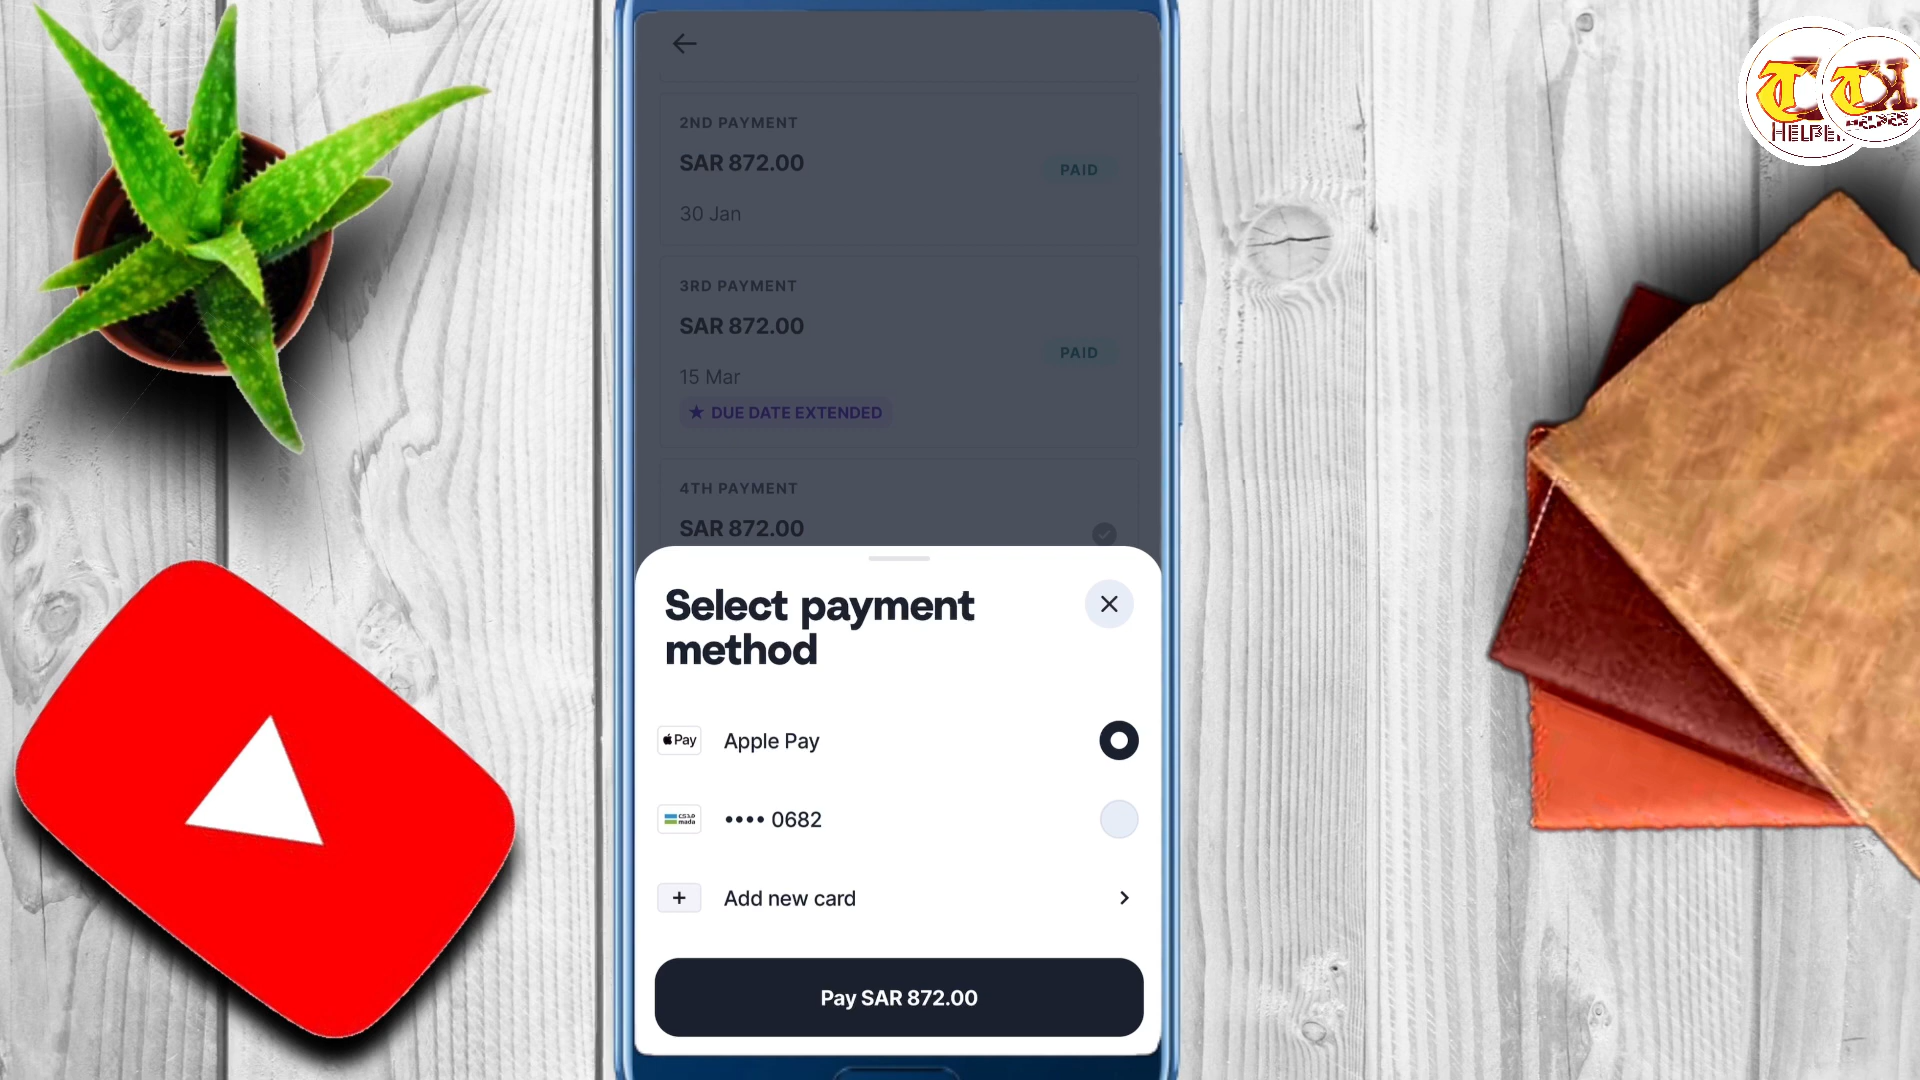 2ND PAYMENT
SAR 872.00
PAID
30 Jan
3RD PAYMENT
SAR 872.00
PAID
15 Mar
★ DUE DATE EXTENDED
4TH PAYMENT
SAR 872.00
Select payment
method
Pay Apple Pay
mada •••• 0682
+ Add new card
Pay SAR 872.00
HELPER